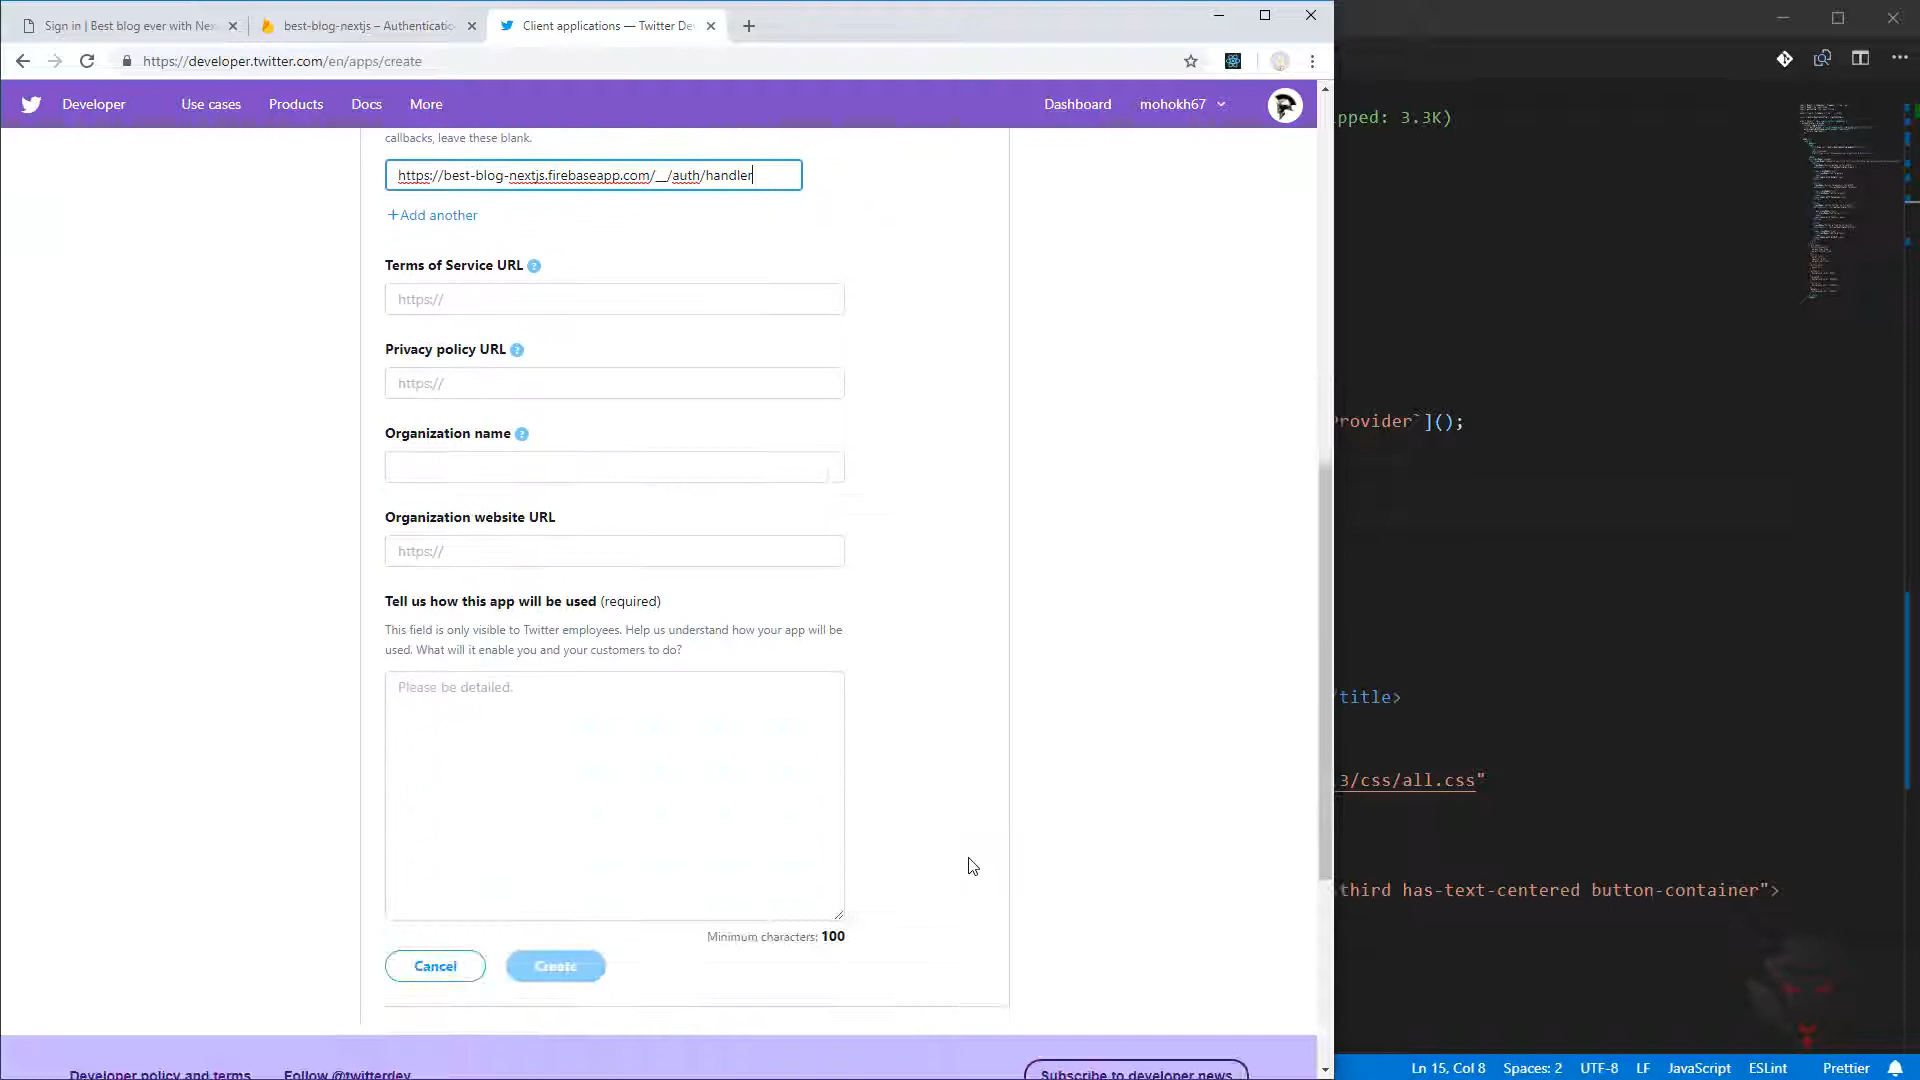 Sign in | Best blog ever with Nex
best-blog-nextjs – Authenticatio
Client applications — Twitter De
https://developer.twitter.com/en/apps/create
Developer
Use cases
Products
Docs
More
Dashboard
mohokh67
callbacks, leave these blank.
https://best-blog-nextjs.firebaseapp.com/__/auth/handler
+Add another
Terms of Service URL ?
https://
Privacy policy URL ?
https://
Organization name ?
Organization website URL
https://
Tell us how this app will be used (required)
This field is only visible to Twitter employees. Help us understand how your app will be
used. What will it enable you and your customers to do?
Please be detailed.
Minimum characters: 100
Cancel
Create
Developer policy and terms
Follow @twitterdev
Subscribe to developer news
pped: 3.3K)
Provider`]();
/title>
3/css/all.css"
third has-text-centered button-container">
Ln 15, Col 8
Spaces: 2
UTF-8
LF
JavaScript
ESLint
Prettier